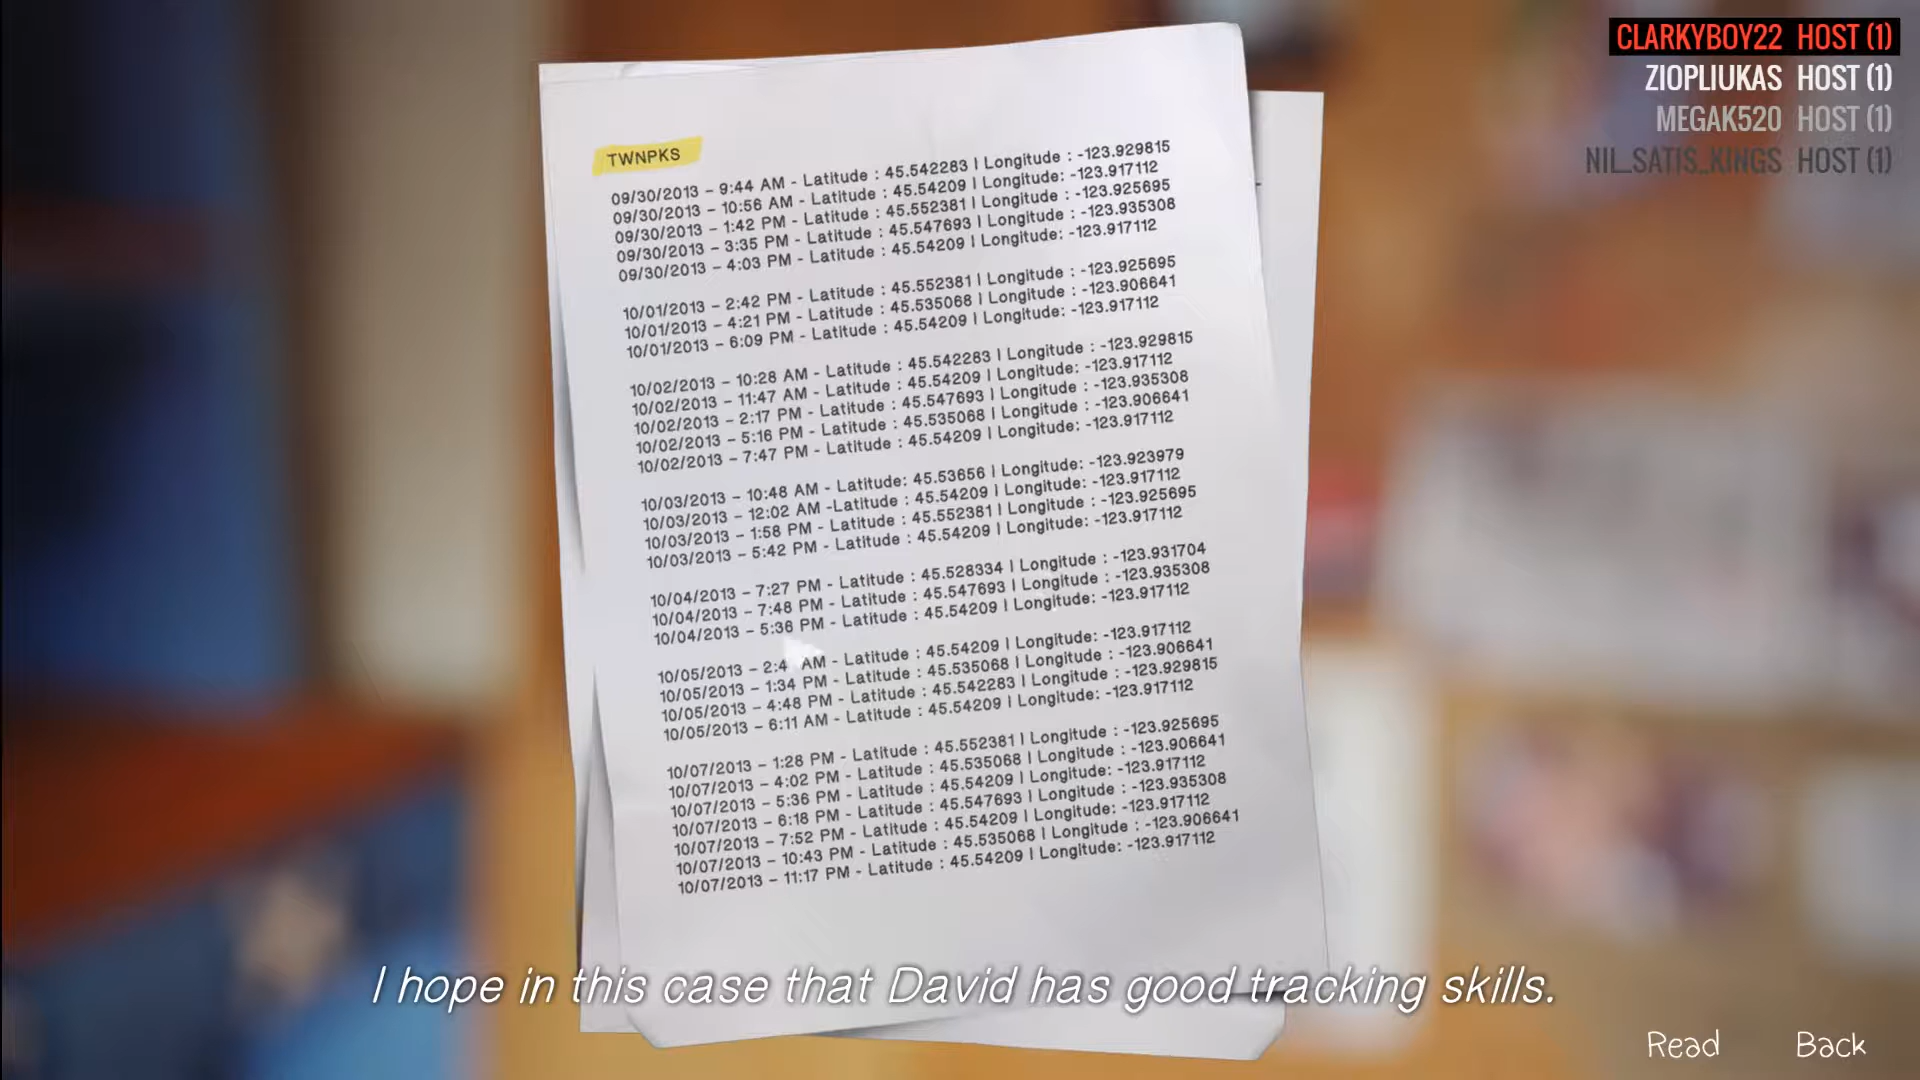 CLARKYBOY22 HOST (1)
ZIOPLIUKAS HOST (1)
MEGAK520 HOST (1)
NIL_SATIS_KINGS HOST (1)
TWNPKS
09/30/2013 – 9:44 AM - Latitude : 45.542283 | Longitude : -123.929815
09/30/2013 – 10:56 AM - Latitude : 45.54209 | Longitude: -123.917112
09/30/2013 – 1:42 PM - Latitude : 45.552381 | Longitude : -123.925695
09/30/2013 – 3:35 PM - Latitude : 45.547693 | Longitude : -123.935308
09/30/2013 – 4:03 PM - Latitude : 45.54209 | Longitude: -123.917112
10/01/2013 – 2:42 PM - Latitude : 45.552381 | Longitude : -123.925695
10/01/2013 – 4:21 PM - Latitude : 45.535068 | Longitude : -123.906641
10/01/2013 – 6:09 PM - Latitude : 45.54209 | Longitude: -123.917112
10/02/2013 – 10:28 AM - Latitude : 45.542283 | Longitude : -123.929815
10/02/2013 – 11:47 AM - Latitude : 45.54209 | Longitude: -123.917112
10/02/2013 – 2:17 PM - Latitude : 45.547693 | Longitude : -123.935308
10/02/2013 – 5:16 PM - Latitude : 45.535068 | Longitude : -123.906641
10/02/2013 – 7:47 PM - Latitude : 45.54209 | Longitude: -123.917112
10/03/2013 – 10:48 AM - Latitude: 45.53656 | Longitude: -123.923979
10/03/2013 – 12:02 AM -Latitude : 45.54209 | Longitude: -123.917112
10/03/2013 – 1:58 PM - Latitude : 45.552381 | Longitude : -123.925695
10/03/2013 – 5:42 PM - Latitude : 45.54209 | Longitude: -123.917112
10/04/2013 – 7:27 PM - Latitude : 45.528334 | Longitude : -123.931704
10/04/2013 – 7:48 PM - Latitude : 45.547693 | Longitude : -123.935308
10/04/2013 – 5:36 PM - Latitude : 45.54209 | Longitude: -123.917112
10/05/2013 – 2:4 AM - Latitude : 45.54209 | Longitude: -123.917112
10/05/2013 – 1:34 PM - Latitude : 45.535068 | Longitude : -123.906641
10/05/2013 – 4:48 PM - Latitude : 45.542283 | Longitude : -123.929815
10/05/2013 – 6:11 AM - Latitude : 45.54209 | Longitude: -123.917112
10/07/2013 – 1:28 PM - Latitude : 45.552381 | Longitude : -123.925695
10/07/2013 – 4:02 PM - Latitude : 45.535068 | Longitude : -123.906641
10/07/2013 – 5:36 PM - Latitude : 45.54209 | Longitude: -123.917112
10/07/2013 – 6:18 PM - Latitude : 45.547693 | Longitude : -123.935308
10/07/2013 – 7:52 PM - Latitude : 45.54209 | Longitude: -123.917112
10/07/2013 – 10:43 PM - Latitude : 45.535068 | Longitude : -123.906641
10/07/2013 – 11:17 PM - Latitude : 45.54209 | Longitude: -123.917112
I hope in this case that David has good tracking skills.
Read Back